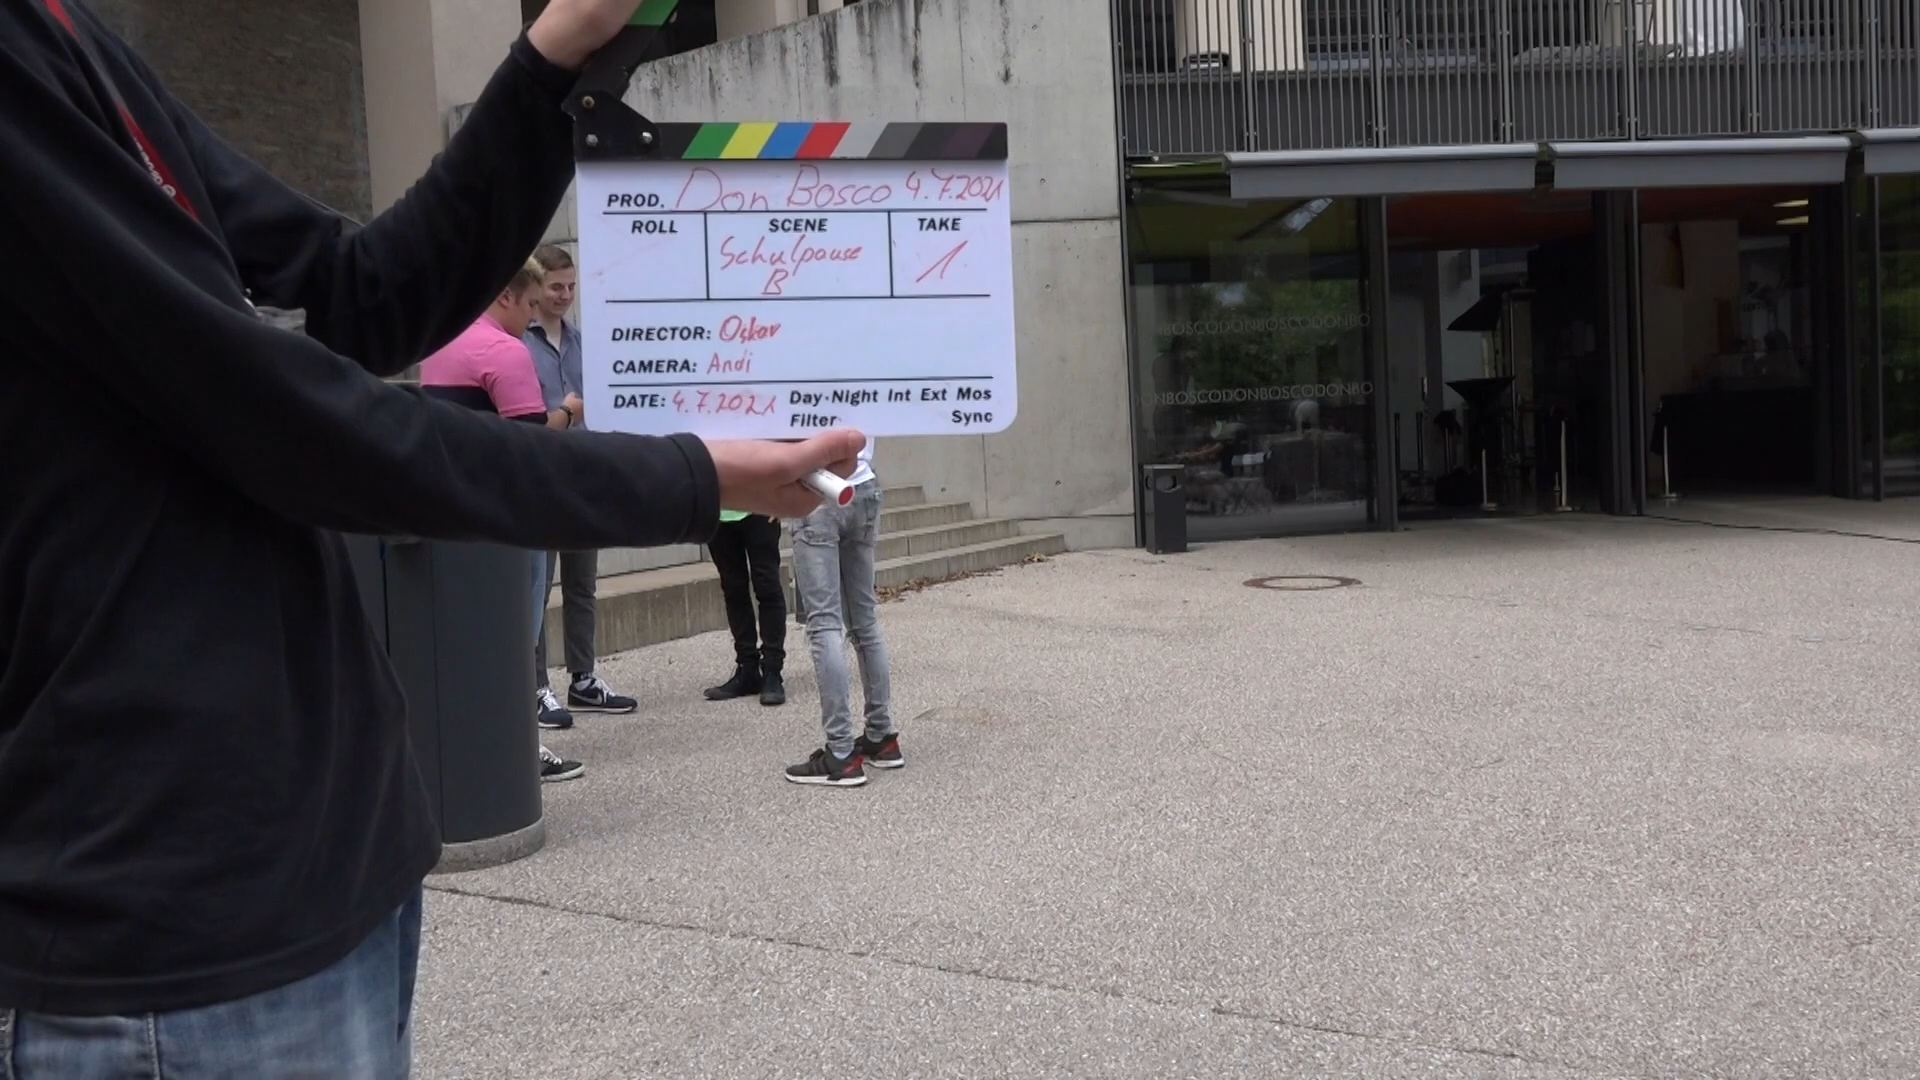 PROD. Don Bosco 4.7.2021
ROLL SCENE TAKE
Schulpause 1
B
DIRECTOR: Oskar
CAMERA: Andi
DATE: 4.7.2021 Day-Night Int Ext Mos
Filter Sync
BOSCODONBOSCODONBO
DONBOSCODONBOSCODONBO